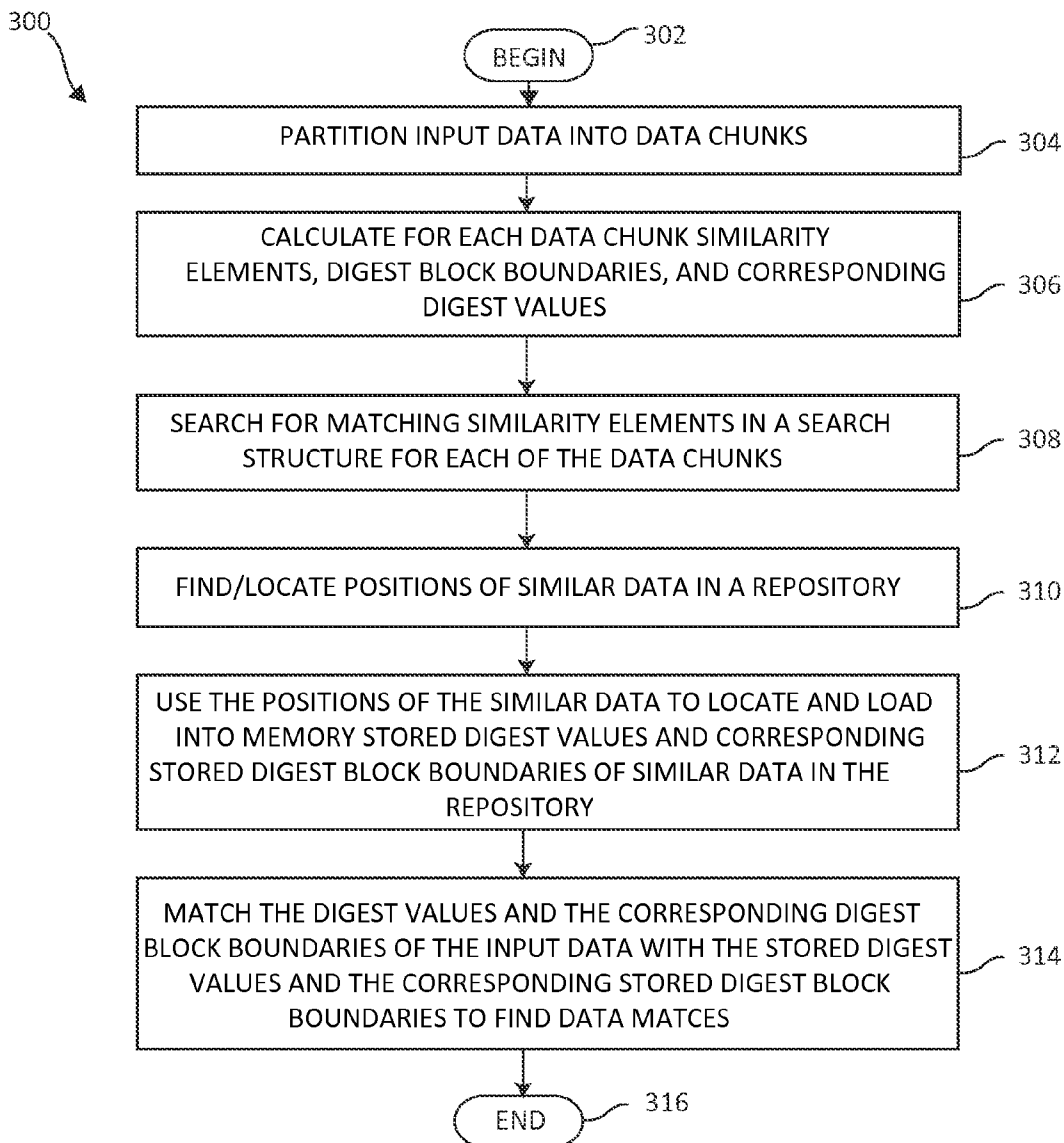 300
302
BEGIN
PARTITION INPUT DATA INTO DATA CHUNKS
304
CALCULATE FOR EACH DATA CHUNK SIMILARITY
ELEMENTS, DIGEST BLOCK BOUNDARIES, AND CORRESPONDING
DIGEST VALUES
306
SEARCH FOR MATCHING SIMILARITY ELEMENTS IN A SEARCH
STRUCTURE FOR EACH OF THE DATA CHUNKS
308
FIND/LOCATE POSITIONS OF SIMILAR DATA IN A REPOSITORY
310
USE THE POSITIONS OF THE SIMILAR DATA TO LOCATE AND LOAD
INTO MEMORY STORED DIGEST VALUES AND CORRESPONDING
STORED DIGEST BLOCK BOUNDARIES OF SIMILAR DATA IN THE
REPOSITORY
312
MATCH THE DIGEST VALUES AND THE CORRESPONDING DIGEST
BLOCK BOUNDARIES OF THE INPUT DATA WITH THE STORED DIGEST
VALUES AND THE CORRESPONDING STORED DIGEST BLOCK
BOUNDARIES TO FIND DATA MATCES
314
END
316